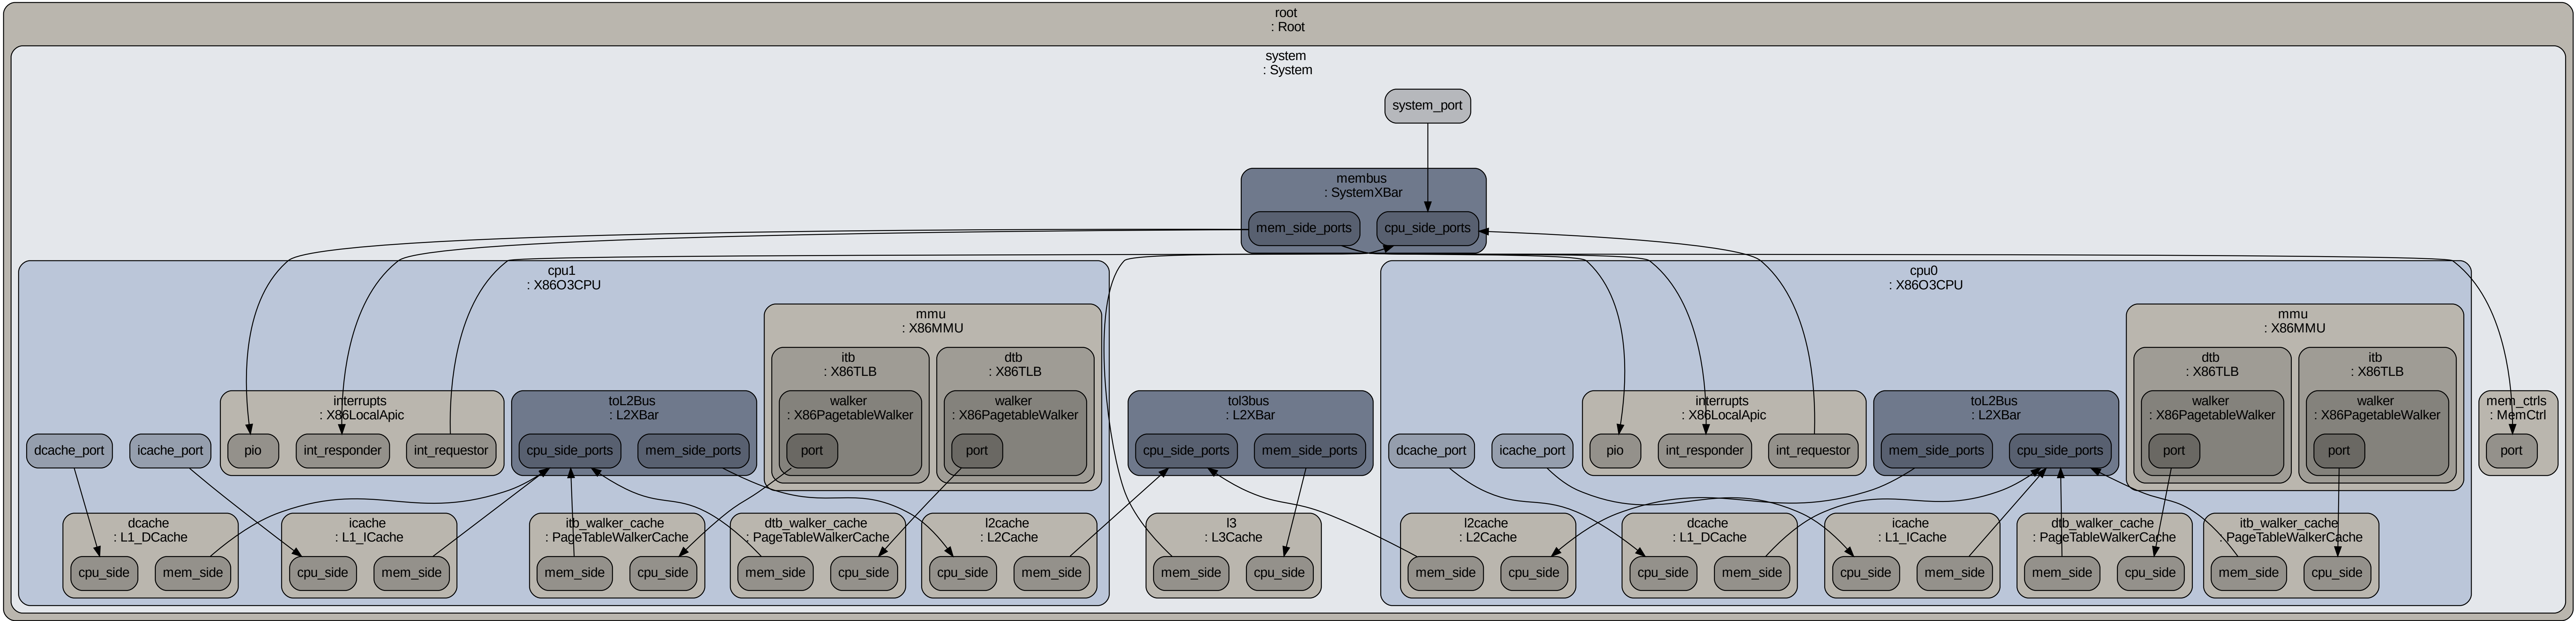 root
: Root
system
: System
system_port
membus
: SystemXBar
mem_side_ports
cpu_side_ports
cpu1
: X86O3CPU
mmu
: X86MMU
itb
: X86TLB
walker
: X86PagetableWalker
port
dtb
: X86TLB
walker
: X86PagetableWalker
port
interrupts
: X86LocalApic
pio
int_responder
int_requestor
toL2Bus
: L2XBar
cpu_side_ports
mem_side_ports
dcache_port
icache_port
dcache
: L1_DCache
cpu_side
mem_side
icache
: L1_ICache
cpu_side
mem_side
itb_walker_cache
: PageTableWalkerCache
mem_side
cpu_side
dtb_walker_cache
: PageTableWalkerCache
mem_side
cpu_side
l2cache
: L2Cache
cpu_side
mem_side
tol3bus
: L2XBar
cpu_side_ports
mem_side_ports
l3
: L3Cache
mem_side
cpu_side
cpu0
: X86O3CPU
mmu
: X86MMU
dtb
: X86TLB
walker
: X86PagetableWalker
port
itb
: X86TLB
walker
: X86PagetableWalker
port
dcache_port
icache_port
interrupts
: X86LocalApic
pio
int_responder
int_requestor
toL2Bus
: L2XBar
mem_side_ports
cpu_side_ports
l2cache
: L2Cache
mem_side
cpu_side
dcache
: L1_DCache
cpu_side
mem_side
icache
: L1_ICache
cpu_side
mem_side
dtb_walker_cache
: PageTableWalkerCache
mem_side
cpu_side
itb_walker_cache
: PageTableWalkerCache
mem_side
cpu_side
mem_ctrls
: MemCtrl
port